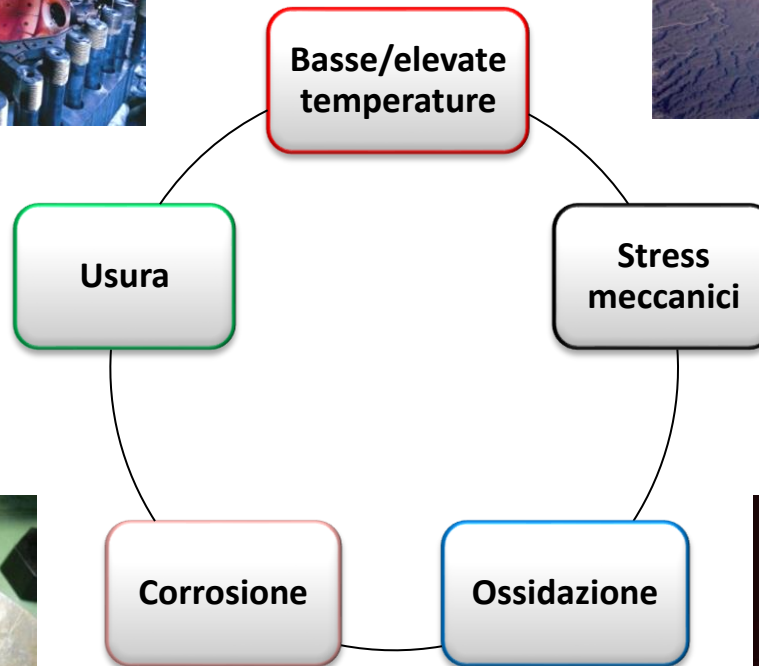 Basse/elevate
temperature
Usura
Stress
meccanici
Corrosione
Ossidazione